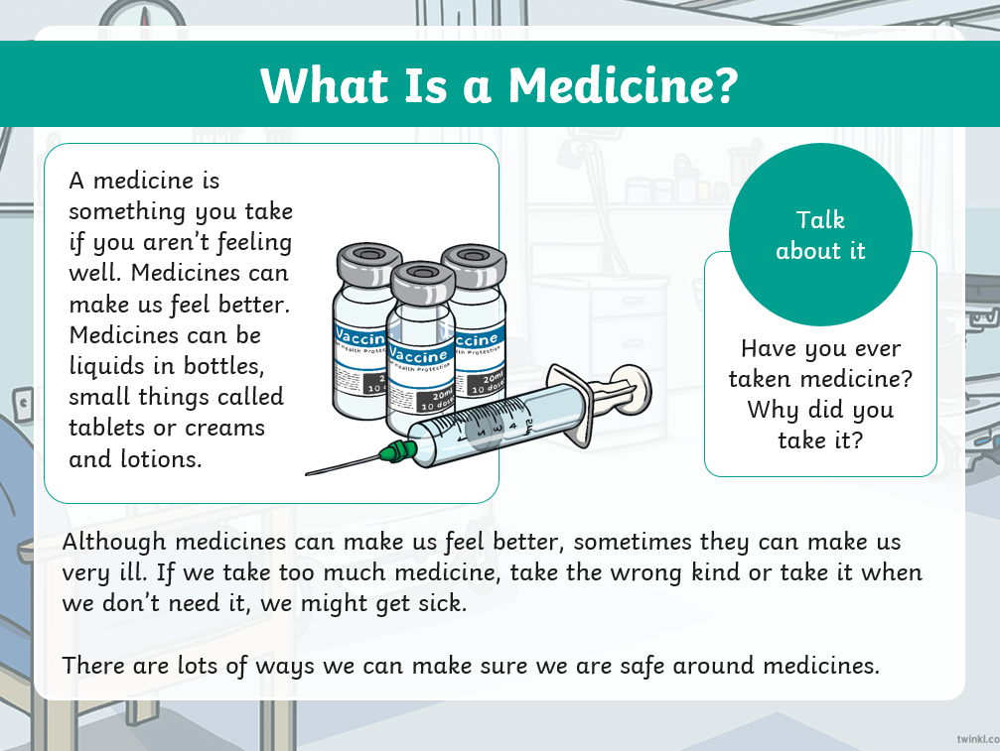 What Is a Medicine?
A medicine is
something you take
if you aren't feeling
well. Medicines can
make us feel better.
Medicines can be
liquids in bottles,
small things called
tablets or creams
and lotions.
Vaccine
20ml
Talk
about it
Have you ever
taken medicine?
Why did you
take it?
Although medicines can make us feel better, sometimes they can make us
very ill. If we take too much medicine, take the wrong kind or take it when
we don't need it, we might get sick.
There are lots of ways we can make sure we are safe around medicines.
twinkl.co